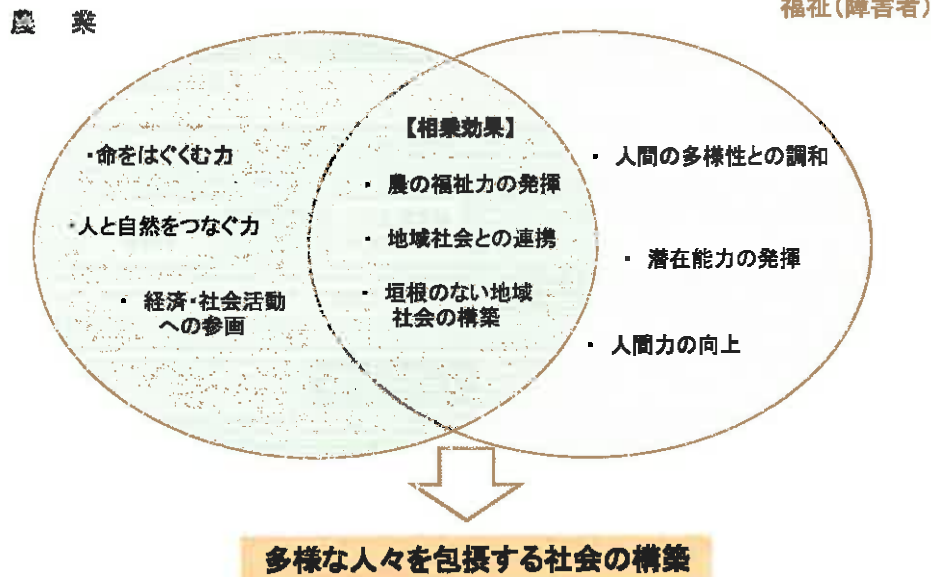 農　業
福祉(障害者)
・命をはぐくむ力
・人と自然をつなぐ力
・ 経済・社会活動
への参画
【相乗効果】
・ 農の福祉力の発揮
・ 地域社会との連携
・ 垣根のない地域
社会の構築
・ 人間の多様性との調和
・ 潜在能力の発揮
・ 人間力の向上
多様な人々を包摂する社会の構築